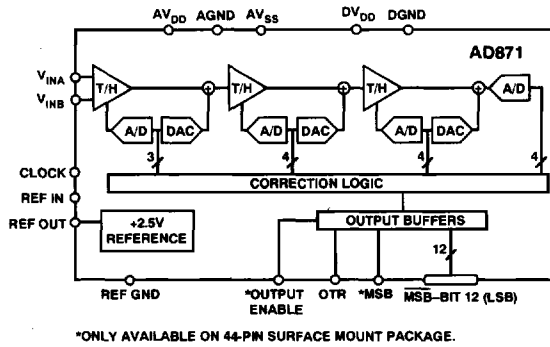 AVDD AGND AVSS DVDD DGND
AD871
VINA
VINB
T/H T/H T/H A/D
A/D DAC A/D DAC A/D DAC
3 4 4 4
CLOCK
CORRECTION LOGIC
REF IN
REF OUT
+2.5V
REFERENCE
OUTPUT BUFFERS
12
REF GND
*OUTPUT
ENABLE
OTR
*MSB
MSB–BIT 12 (LSB)
*ONLY AVAILABLE ON 44-PIN SURFACE MOUNT PACKAGE.